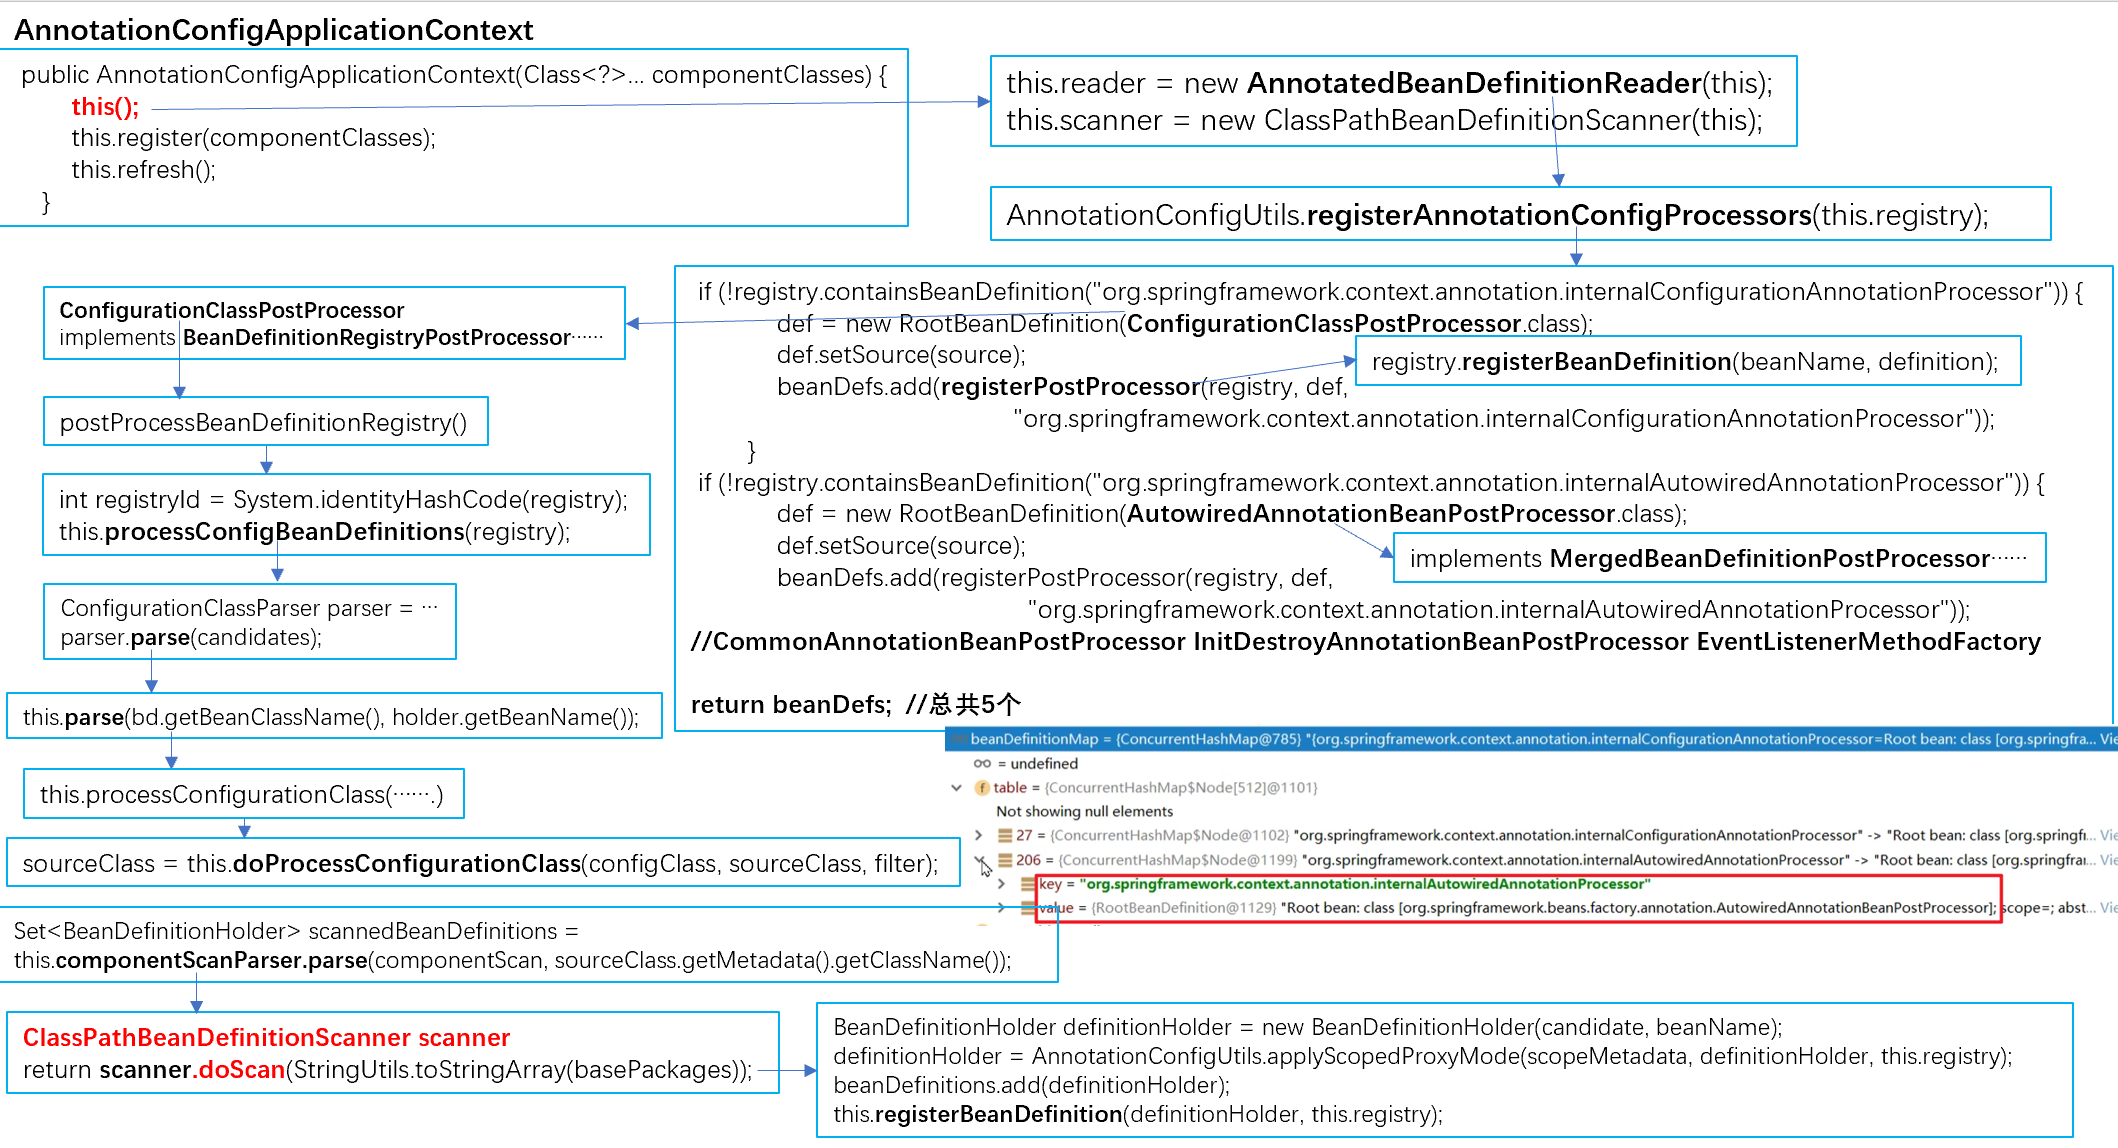 AnnotationConfigApplicationContext
public AnnotationConfigApplicationContext(Class<?>... componentClasses) {
this();
this.register(componentClasses);
this.refresh();
}
this.reader = new AnnotatedBeanDefinitionReader(this);
this.scanner = new ClassPathBeanDefinitionScanner(this);
AnnotationConfigUtils.registerAnnotationConfigProcessors(this.registry);
if (!registry.containsBeanDefinition("org.springframework.context.annotation.internalConfigurationAnnotationProcessor")) {
def = new RootBeanDefinition(ConfigurationClassPostProcessor.class);
def.setSource(source);
beanDefs.add(registerPostProcessor(registry, def,
"org.springframework.context.annotation.internalConfigurationAnnotationProcessor"));
}
registry.registerBeanDefinition(beanName, definition);
if (!registry.containsBeanDefinition("org.springframework.context.annotation.internalAutowiredAnnotationProcessor")) {
def = new RootBeanDefinition(AutowiredAnnotationBeanPostProcessor.class);
def.setSource(source);
beanDefs.add(registerPostProcessor(registry, def,
"org.springframework.context.annotation.internalAutowiredAnnotationProcessor"));
implements MergedBeanDefinitionPostProcessor……
//CommonAnnotationBeanPostProcessor InitDestroyAnnotationBeanPostProcessor EventListenerMethodFactory
return beanDefs; //总共5个
ConfigurationClassPostProcessor
implements BeanDefinitionRegistryPostProcessor……
postProcessBeanDefinitionRegistry()
int registryId = System.identityHashCode(registry);
this.processConfigBeanDefinitions(registry);
ConfigurationClassParser parser = …
parser.parse(candidates);
this.parse(bd.getBeanClassName(), holder.getBeanName());
this.processConfigurationClass(…….)
sourceClass = this.doProcessConfigurationClass(configClass, sourceClass, filter);
Set<BeanDefinitionHolder> scannedBeanDefinitions =
this.componentScanParser.parse(componentScan, sourceClass.getMetadata().getClassName());
ClassPathBeanDefinitionScanner scanner
return scanner.doScan(StringUtils.toStringArray(basePackages));
BeanDefinitionHolder definitionHolder = new BeanDefinitionHolder(candidate, beanName);
definitionHolder = AnnotationConfigUtils.applyScopedProxyMode(scopeMetadata, definitionHolder, this.registry);
beanDefinitions.add(definitionHolder);
this.registerBeanDefinition(definitionHolder, this.registry);
beanDefinitionMap = {ConcurrentHashMap@785} "{org.springframework.context.annotation.internalConfigurationAnnotationProcessor=Root bean: class [org.springfra... Vie
oo = undefined
f table = {ConcurrentHashMap$Node[512]@1101}
Not showing null elements
27 = {ConcurrentHashMap$Node@1102} "org.springframework.context.annotation.internalConfigurationAnnotationProcessor" -> "Root bean: class [org.springfr... Vie
206 = {ConcurrentHashMap$Node@1199} "org.springframework.context.annotation.internalAutowiredAnnotationProcessor" -> "Root bean: class [org.springfrar... Vie
key = "org.springframework.context.annotation.internalAutowiredAnnotationProcessor"
value = {RootBeanDefinition@1129} "Root bean: class [org.springframework.beans.factory.annotation.AutowiredAnnotationBeanPostProcessor]; scope=; abst... Vie